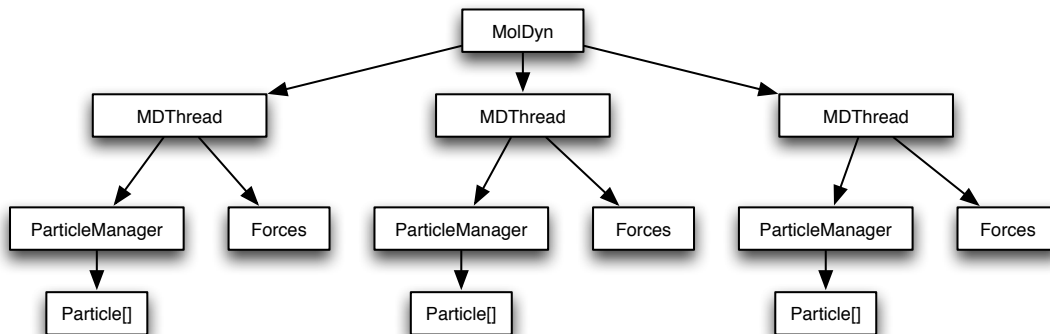 MolDyn
MDThread
MDThread
MDThread
ParticleManager
Forces
ParticleManager
Forces
ParticleManager
Forces
Particle[]
Particle[]
Particle[]